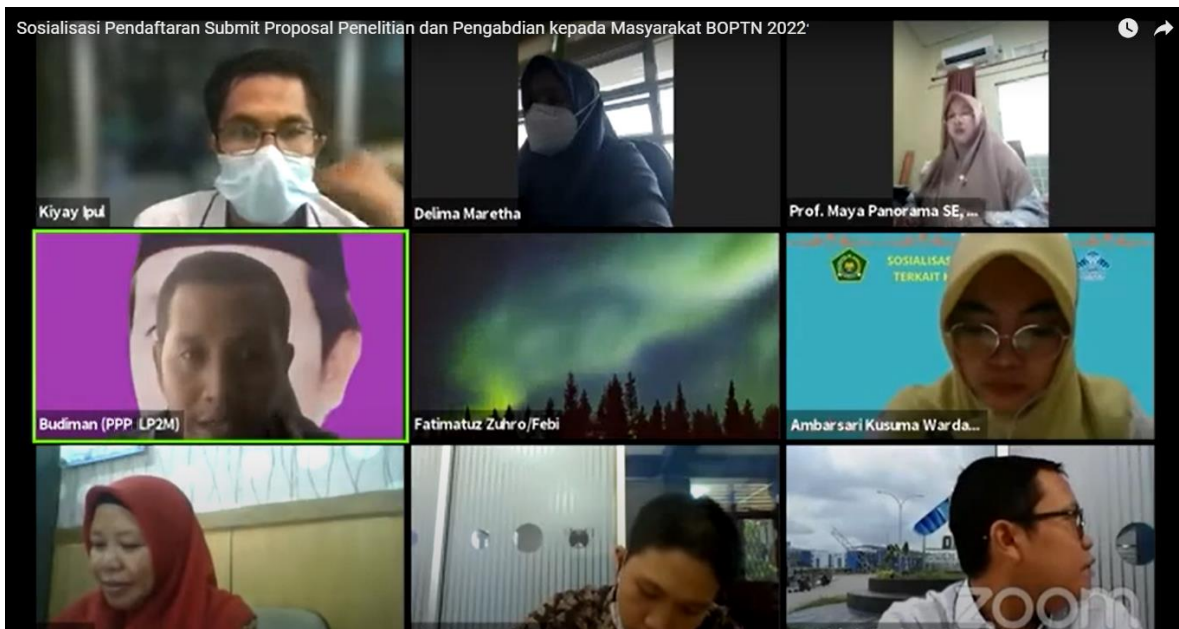 Sosialisasi Pendaftaran Submit Proposal Penelitian dan Pengabdian kepada Masyarakat BOPTN 2022
Kiyay Ipul
Delima Maretha
Prof. Maya Panorama SE, ...
SOSIALISAS
TERKAIT
Budiman (PPP LP2M)
Fatimatuz Zuhro/Febi
Ambarsari Kusuma Warda...
zoom